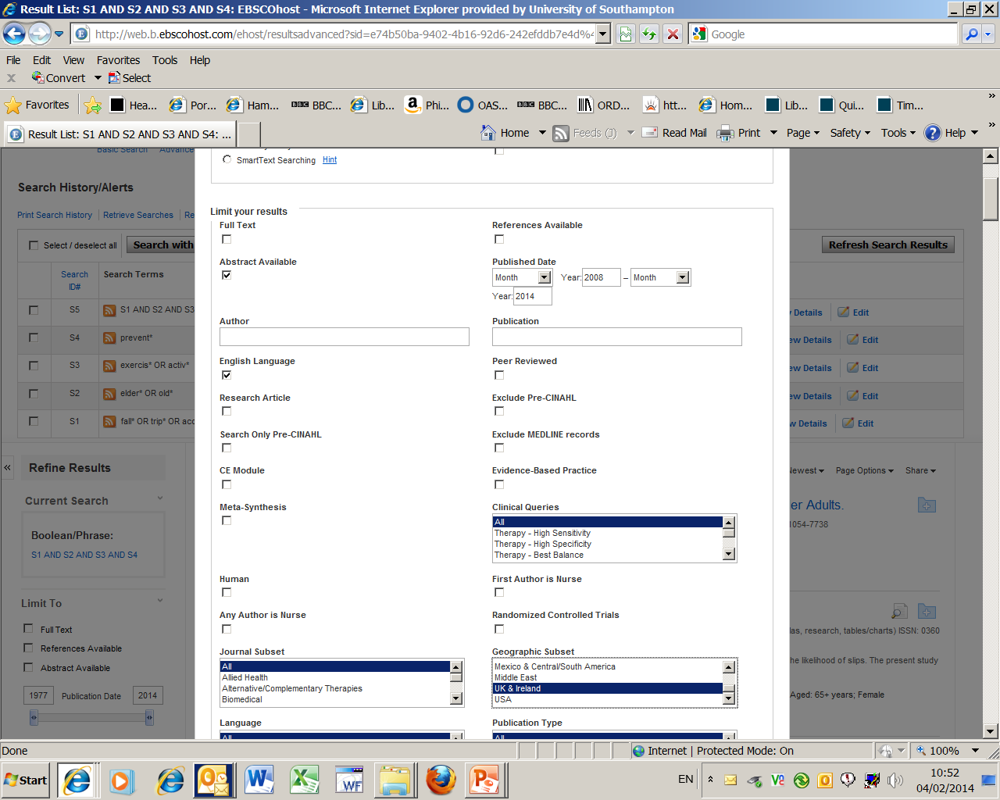 Result List: S1 AND S2 AND S3 AND S4: EBSCOhost - Microsoft Internet Explorer provided by University of Southampton
http://web.b.ebscohost.com/ehost/resultsadvanced?sid=e74b50ba-9402-4b16-92d6-242efddb7e4d%4
Google
File Edit View Favorites Tools Help
x Convert Select
Favorites Hea... Por... Ham... BBC BBC... Lib... Phi... OAS... BBC BBC... ORD... htt... Hom... Lib... Qui... Tim... »
Result List: S1 AND S2 AND S3 AND S4: ... Home Feeds (J) Read Mail Print Page Safety Tools Help »
Basic Search Advance
SmartText Searching Hint
Search History/Alerts
Print Search History Retrieve Searches Re
Limit your results
Full Text References Available
Select / deselect all Search with Refresh Search Results
Abstract Available Published Date
Search ID# Search Terms
Month Year: 2008 – Month
Year: 2014
S5 S1 AND S2 AND S3 Details Edit
Author Publication
S4 prevent* ew Details Edit
English Language Peer Reviewed
S3 exercis* OR activ* ew Details Edit
S2 elder* OR old* ew Details Edit
Research Article Exclude Pre-CINAHL
S1 fall* OR trip* OR acc w Details Edit
Search Only Pre-CINAHL Exclude MEDLINE records
« Refine Results
CE Module Evidence-Based Practice
Newest Page Options Share
Current Search
Meta-Synthesis Clinical Queries
er Adults.
All
1054-7738
Therapy - High Sensitivity
Therapy - High Specificity
Therapy - Best Balance
Boolean/Phrase:
S1 AND S2 AND S3 AND S4
Human First Author is Nurse
Limit To
Any Author is Nurse Randomized Controlled Trials
Full Text
las, research, tables/charts) ISSN: 0360
References Available
Journal Subset Geographic Subset
he likelihood of slips. The present study
Abstract Available
All Mexico & Central/South America
Allied Health Middle East
Alternative/Complementary Therapies UK & Ireland
Biomedical USA
1977 Publication Date 2014
Aged: 65+ years; Female
Language Publication Type
All All
Done Internet | Protected Mode: On 100%
Start EN 10:52
04/02/2014